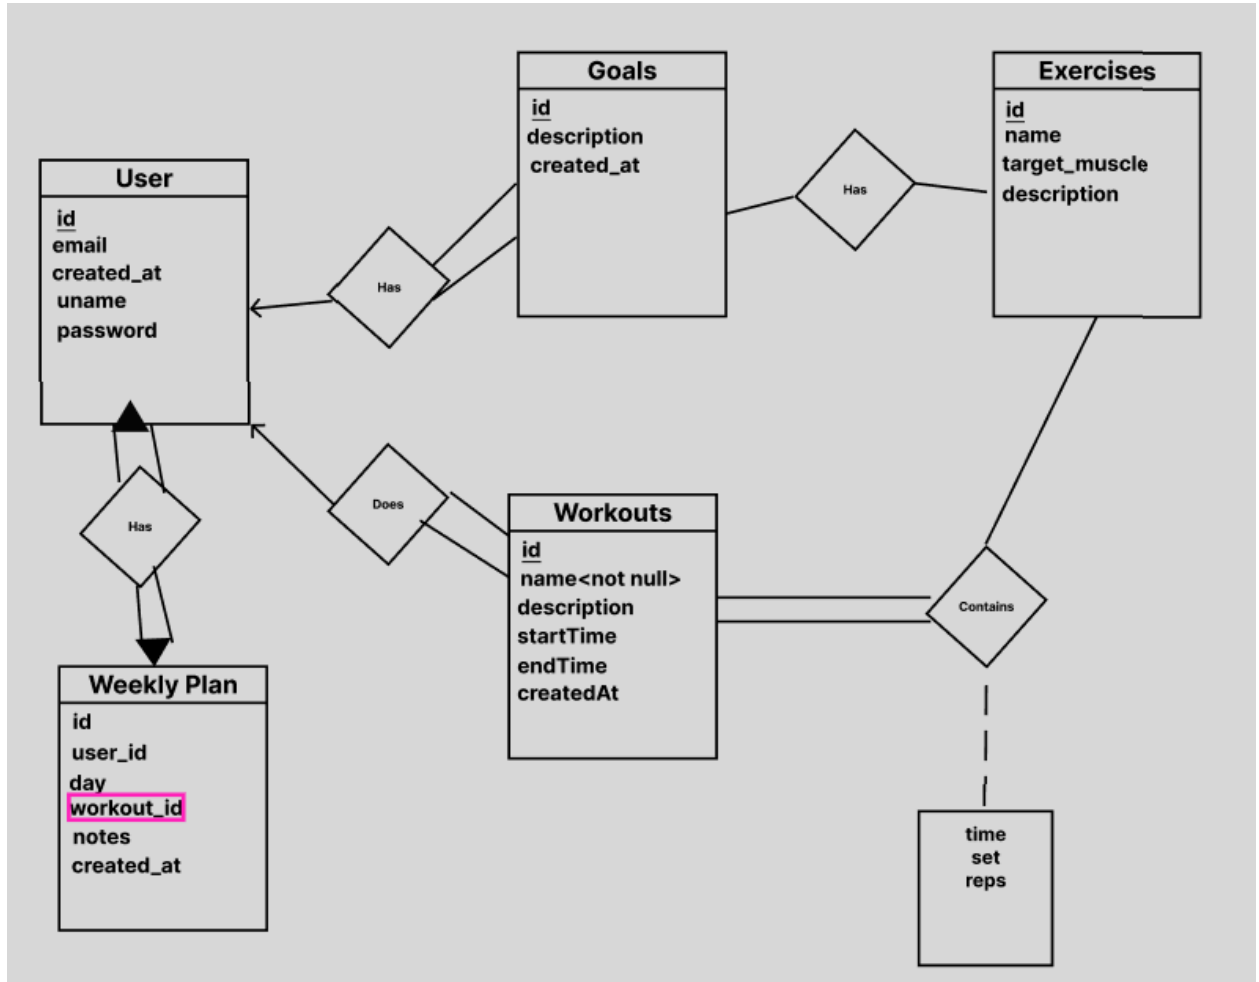 Goals
id
description
created_at
Exercises
id
name
target_muscle
description
Has
User
id
email
created_at
uname
password
Has
Does
Workouts
id
name<not null>
description
startTime
endTime
createdAt
Contains
Has
Weekly Plan
id
user_id
day
workout_id
notes
created_at
time
set
reps